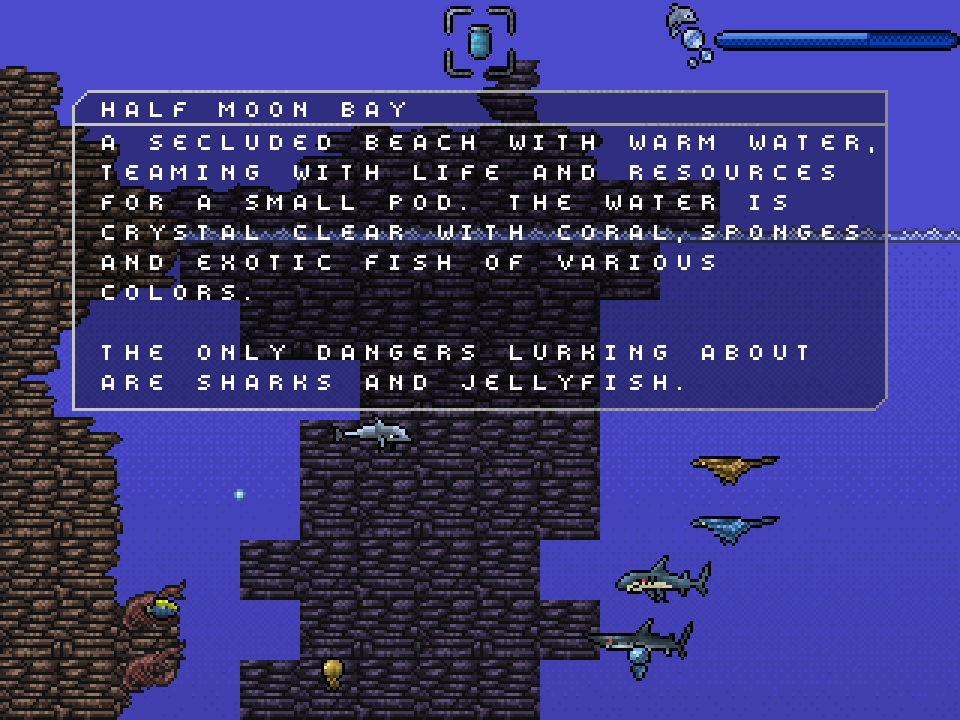 HALF MOON BAY
A SECLUDED BEACH WITH WARM WATER,
TEAMING WITH LIFE AND RESOURCES
FOR A SMALL POD. THE WATER IS
CRYSTAL CLEAR WITH CORAL,SPONGES
AND EXOTIC FISH OF VARIOUS
COLORS.
THE ONLY DANGERS LURKING ABOUT
ARE SHARKS AND JELLYFISH.